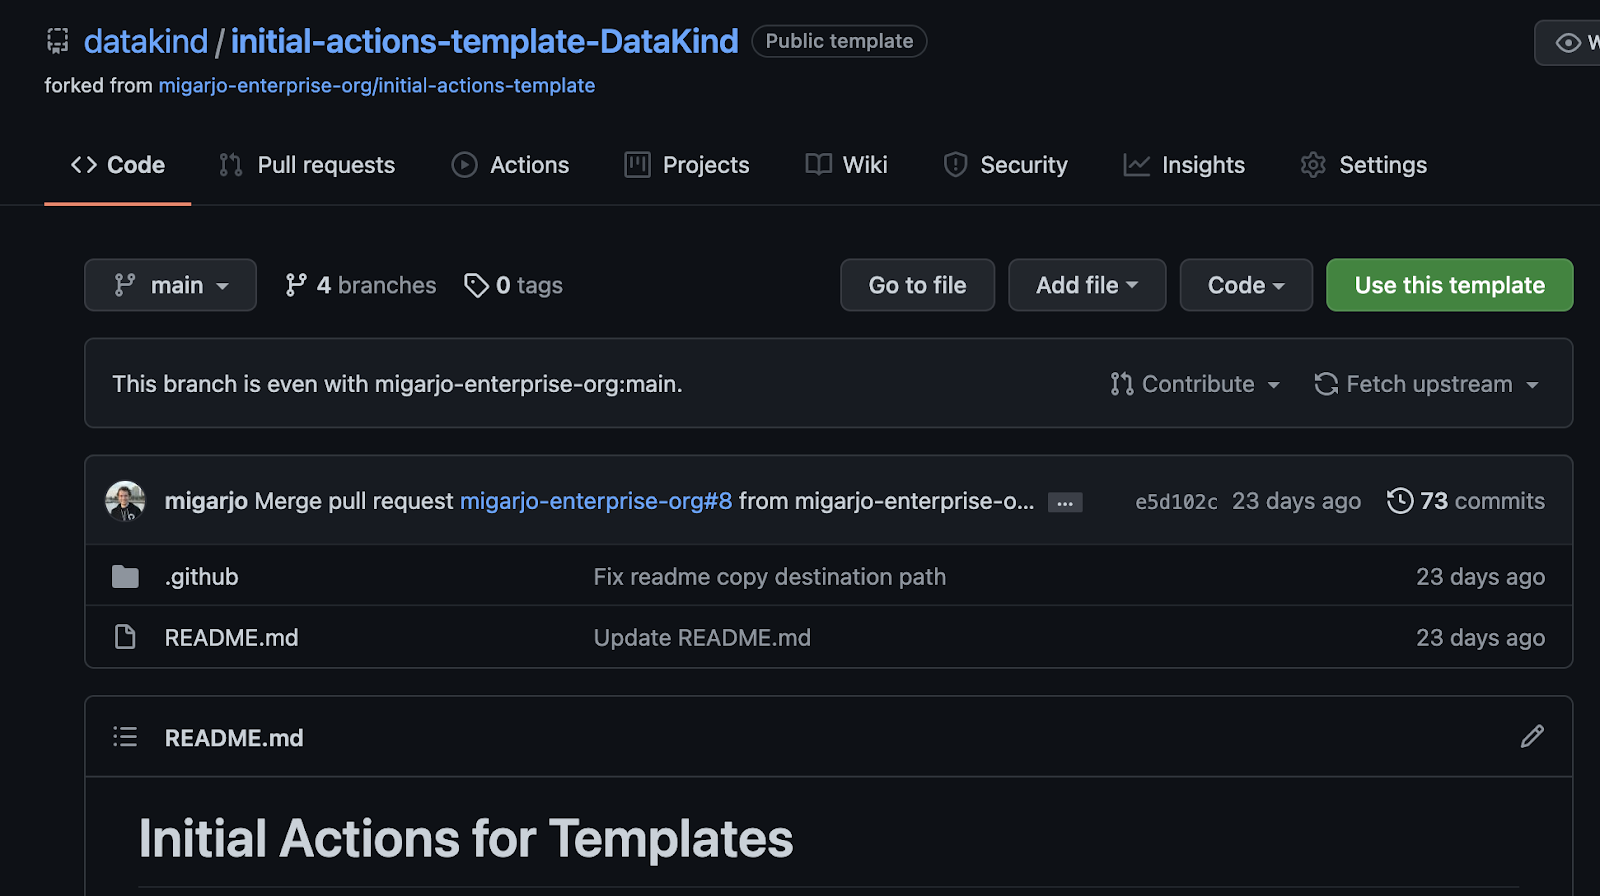 datakind / initial-actions-template-DataKind Public template W
forked from migarjo-enterprise-org/initial-actions-template
<> Code Pull requests Actions Projects Wiki Security Insights Settings
main 4 branches 0 tags Go to file Add file Code Use this template
This branch is even with migarjo-enterprise-org:main. Contribute Fetch upstream
migarjo Merge pull request migarjo-enterprise-org#8 from migarjo-enterprise-o... ... e5d102c 23 days ago 73 commits
.github Fix readme copy destination path 23 days ago
README.md Update README.md 23 days ago
README.md
Initial Actions for Templates